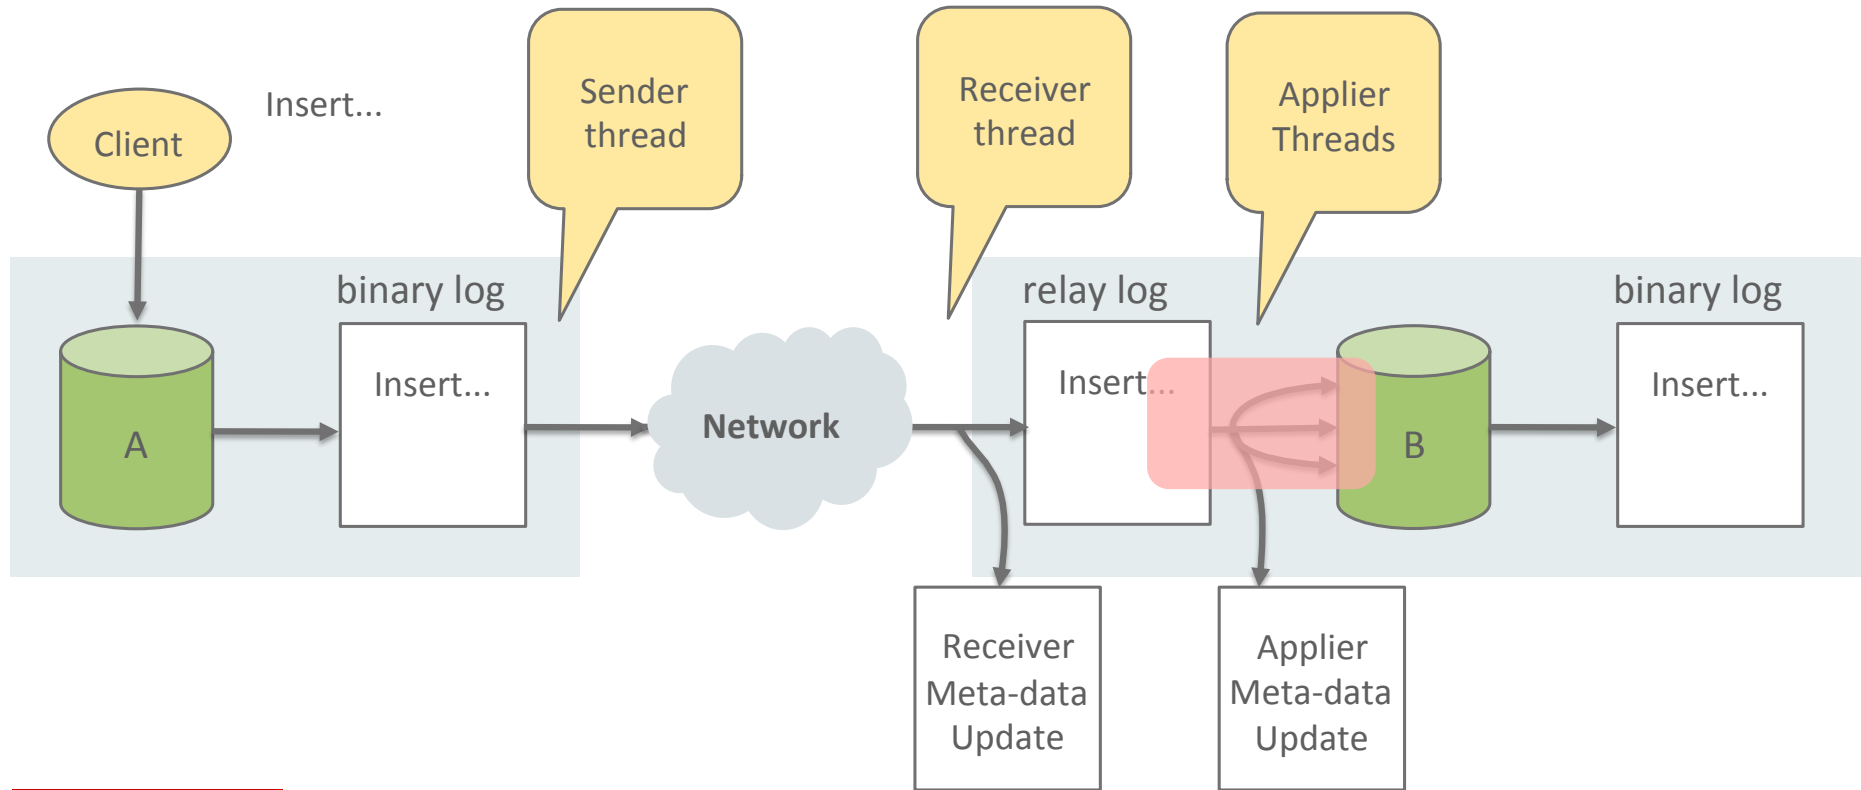 Client
Insert...
Sender
thread
Receiver
thread
Applier
Threads
binary log
relay log
binary log
Insert...
Insert...
Insert...
A
Network
B
Receiver
Meta-data
Update
Applier
Meta-data
Update